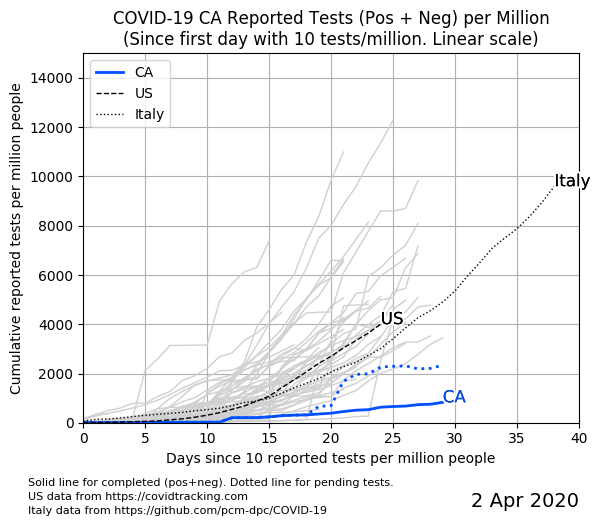 COVID-19 CA Reported Tests (Pos + Neg) per Million
(Since first day with 10 tests/million. Linear scale)
Cumulative reported tests per million people
14000
12000
10000
8000
6000
4000
2000
0
CA
US
Italy
Italy
US
CA
0 5 10 15 20 25 30 35 40
Days since 10 reported tests per million people
Solid line for completed (pos+neg). Dotted line for pending tests.
US data from https://covidtracking.com
Italy data from https://github.com/pcm-dpc/COVID-19
2 Apr 2020